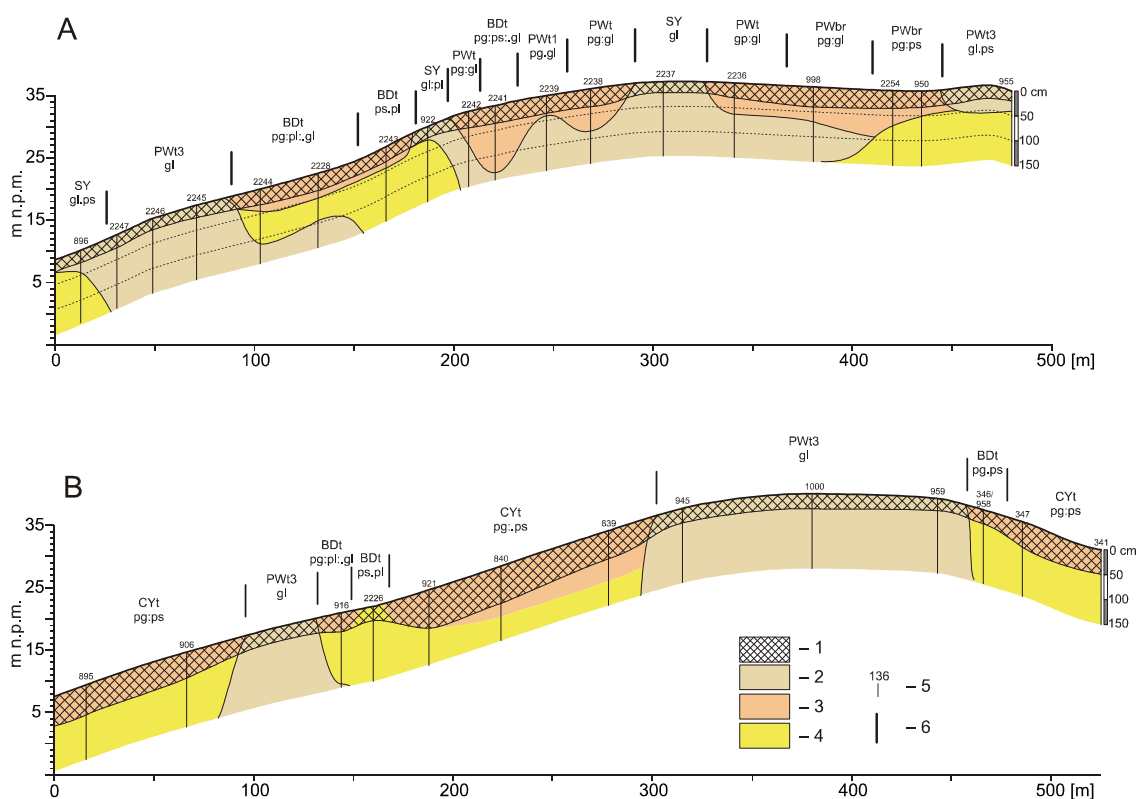 A
SY
gl.ps
PWt3
gl
BDt
pg:pl:.gl
BDt
ps.pl
SY
gl:pl
PWt
pg:gl
BDt
pg:ps:.gl
PWt1
pg.gl
PWt
pg:gl
SY
gl
PWt
gp:gl
PWbr
pg:gl
PWbr
pg:ps
PWt3
gl.ps
896
2247
2246
2245
2244
2228
2243
922
2242
2241
2239
2238
2237
2236
998
2254
950
955
35
25
15
5
m n.p.m.
0 cm
50
100
150
0
100
200
300
400
500 [m]
B
CYt
pg:ps
PWt3
gl
BDt
pg:pl:.gl
BDt
ps.pl
CYt
pg:.ps
PWt3
gl
BDt
pg.ps
CYt
pg:ps
895
906
916
2226
921
840
839
945
1000
959
346/
958
347
341
35
25
15
5
m n.p.m.
0 cm
50
100
150
– 1
– 2
– 3
– 4
136
– 5
– 6
0
100
200
300
400
500 [m]